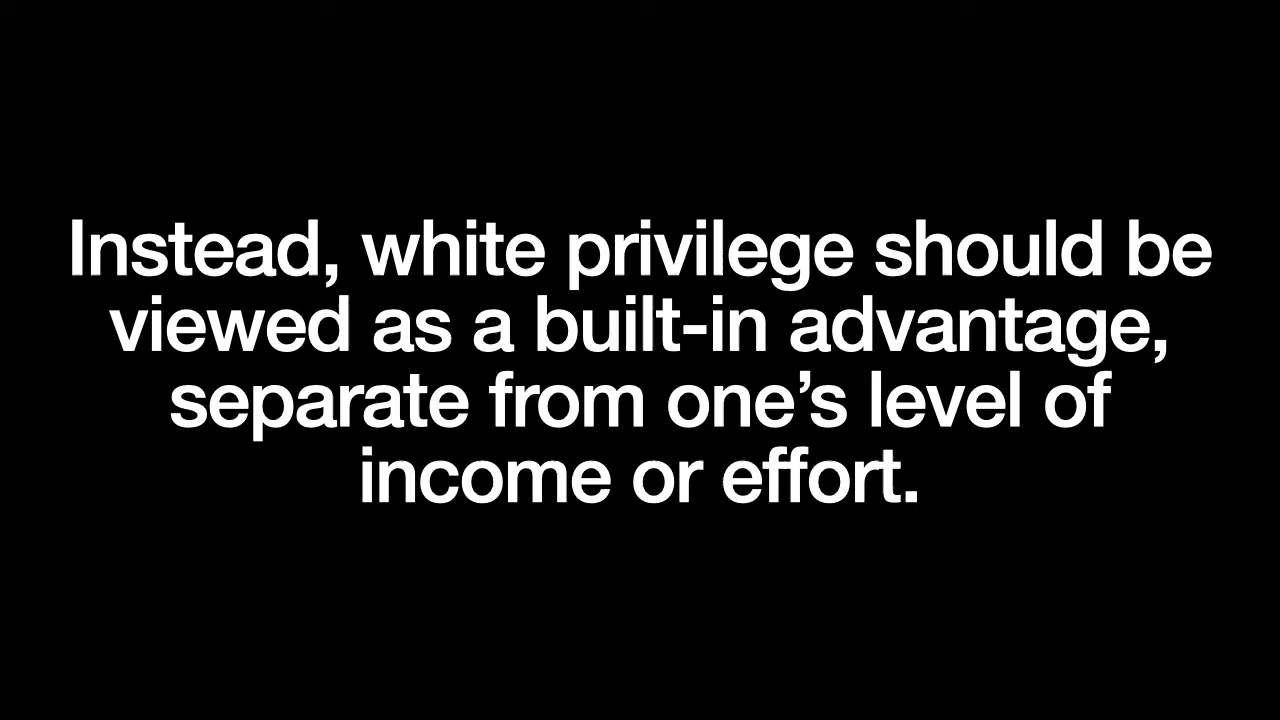 Instead, white privilege should be
viewed as a built-in advantage,
separate from one’s level of
income or effort.